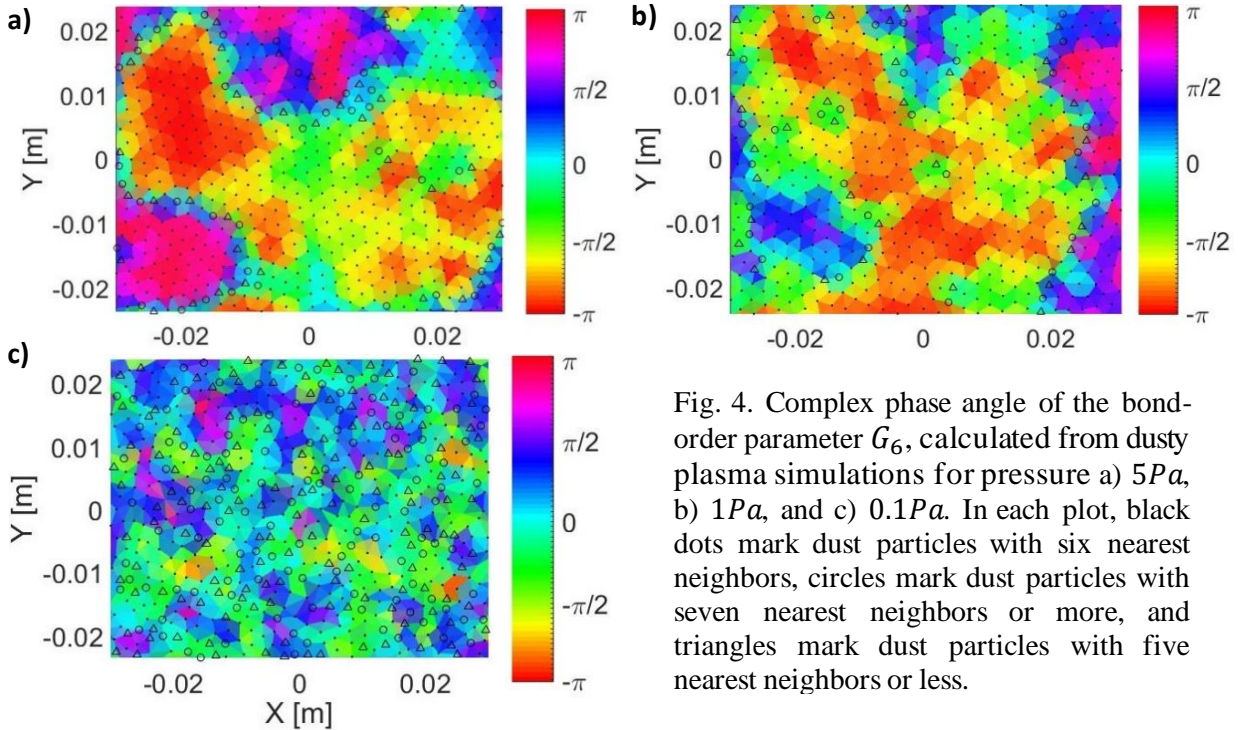 a)
0.02
0.01
0
-0.01
-0.02
Y [m]
-0.02
0
0.02
π
π/2
0
-π/2
-π
b)
0.02
0.01
0
-0.01
-0.02
Y [m]
-0.02
0
0.02
π
π/2
0
-π/2
-π
c)
0.02
0.01
0
-0.01
-0.02
Y [m]
-0.02
0
0.02
X [m]
π
π/2
0
-π/2
-π
Fig. 4. Complex phase angle of the bond-
order parameter G₆, calculated from dusty
plasma simulations for pressure a) 5Pa,
b) 1Pa, and c) 0.1Pa. In each plot, black
dots mark dust particles with six nearest
neighbors, circles mark dust particles with
seven nearest neighbors or more, and
triangles mark dust particles with five
nearest neighbors or less.